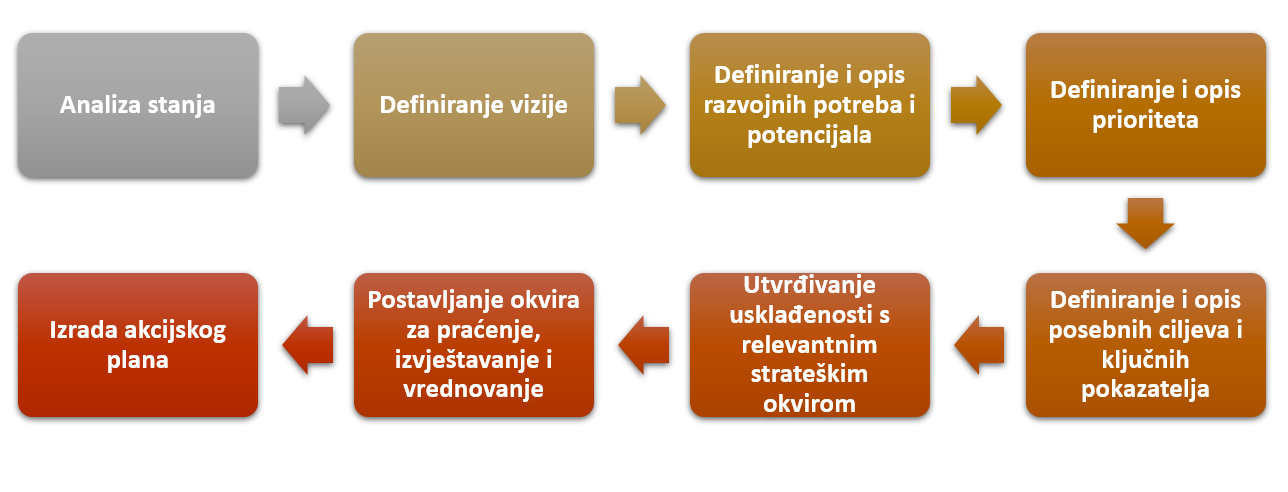 Analiza stanja
Definiranje vizije
Definiranje i opis
razvojnih potreba i
potencijala
Definiranje i opis
prioriteta
Definiranje i opis
posebnih ciljeva i
ključnih
pokazatelja
Utvrđivanje
usklađenosti s
relevantnim
strateškim
okvirom
Postavljanje okvira
za praćenje,
izvještavanje i
vrednovanje
Izrada akcijskog
plana